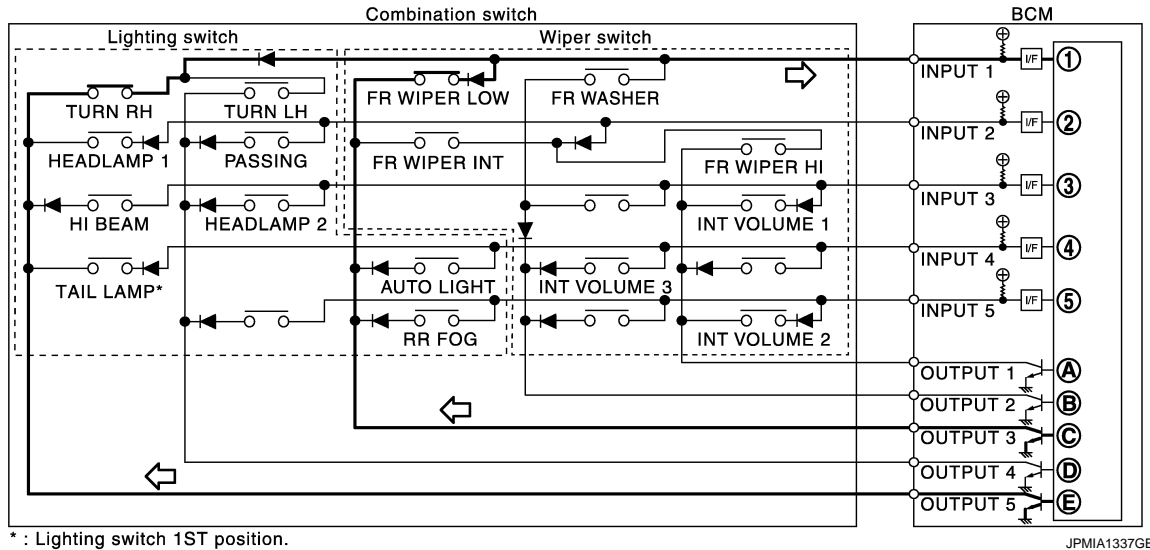 Combination switch
BCM
Lighting switch
Wiper switch
INPUT 1
I/F
1
TURN RH
TURN LH
FR WIPER LOW
FR WASHER
INPUT 2
I/F
2
HEADLAMP 1
PASSING
FR WIPER INT
FR WIPER HI
INPUT 3
I/F
3
HI BEAM
HEADLAMP 2
INT VOLUME 1
INPUT 4
I/F
4
TAIL LAMP*
AUTO LIGHT
INT VOLUME 3
INPUT 5
I/F
5
RR FOG
INT VOLUME 2
OUTPUT 1
A
OUTPUT 2
B
OUTPUT 3
C
OUTPUT 4
D
OUTPUT 5
E
* : Lighting switch 1ST position.
JPMIA1337GB